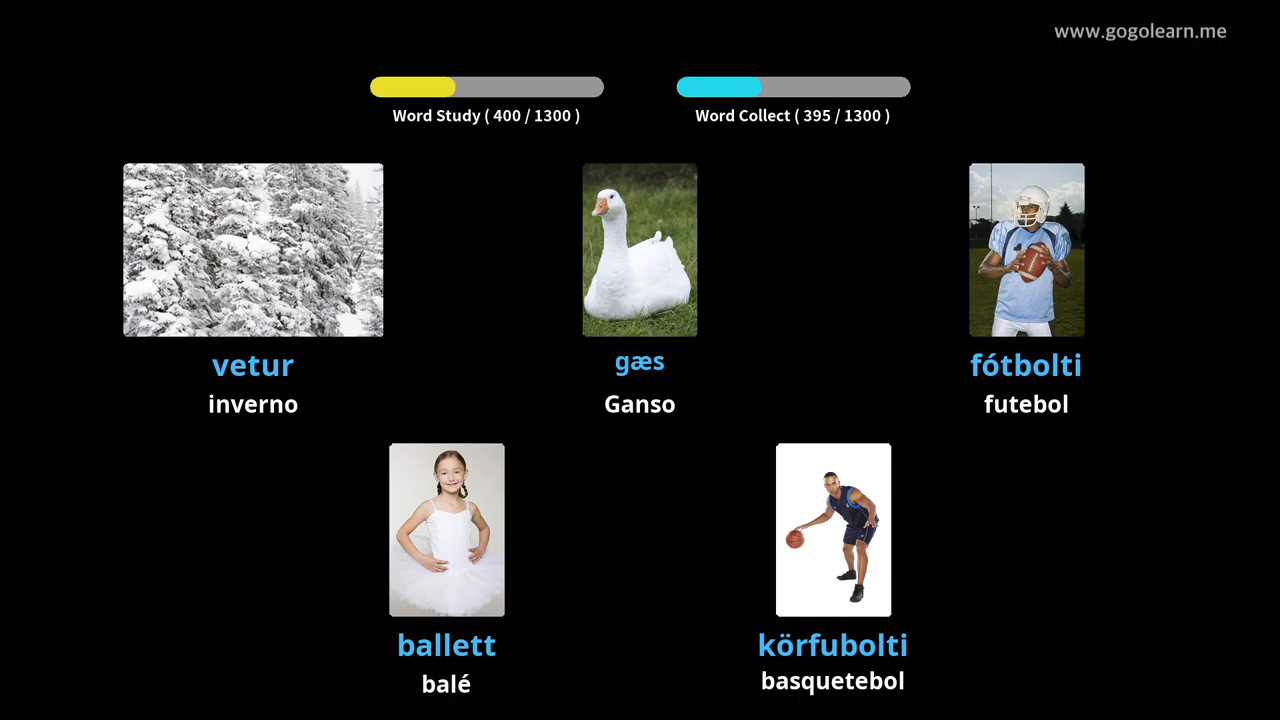 www.gogolearn.me
Word Study ( 400 / 1300 )
Word Collect ( 395 / 1300 )
vetur
inverno
gæs
Ganso
fótbolti
futebol
ballett
balé
körfubolti
basquetebol